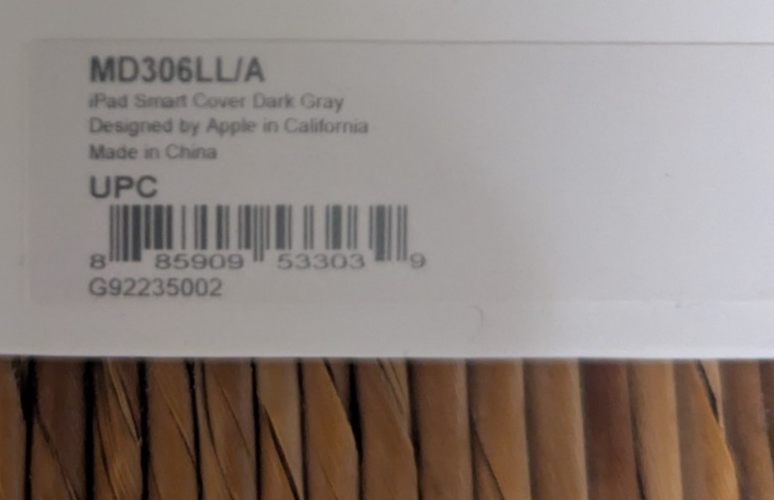 MD306LL/A
iPad Smart Cover Dark Gray
Designed by Apple in California
Made in China
UPC
8 85909 53303 9
G92235002